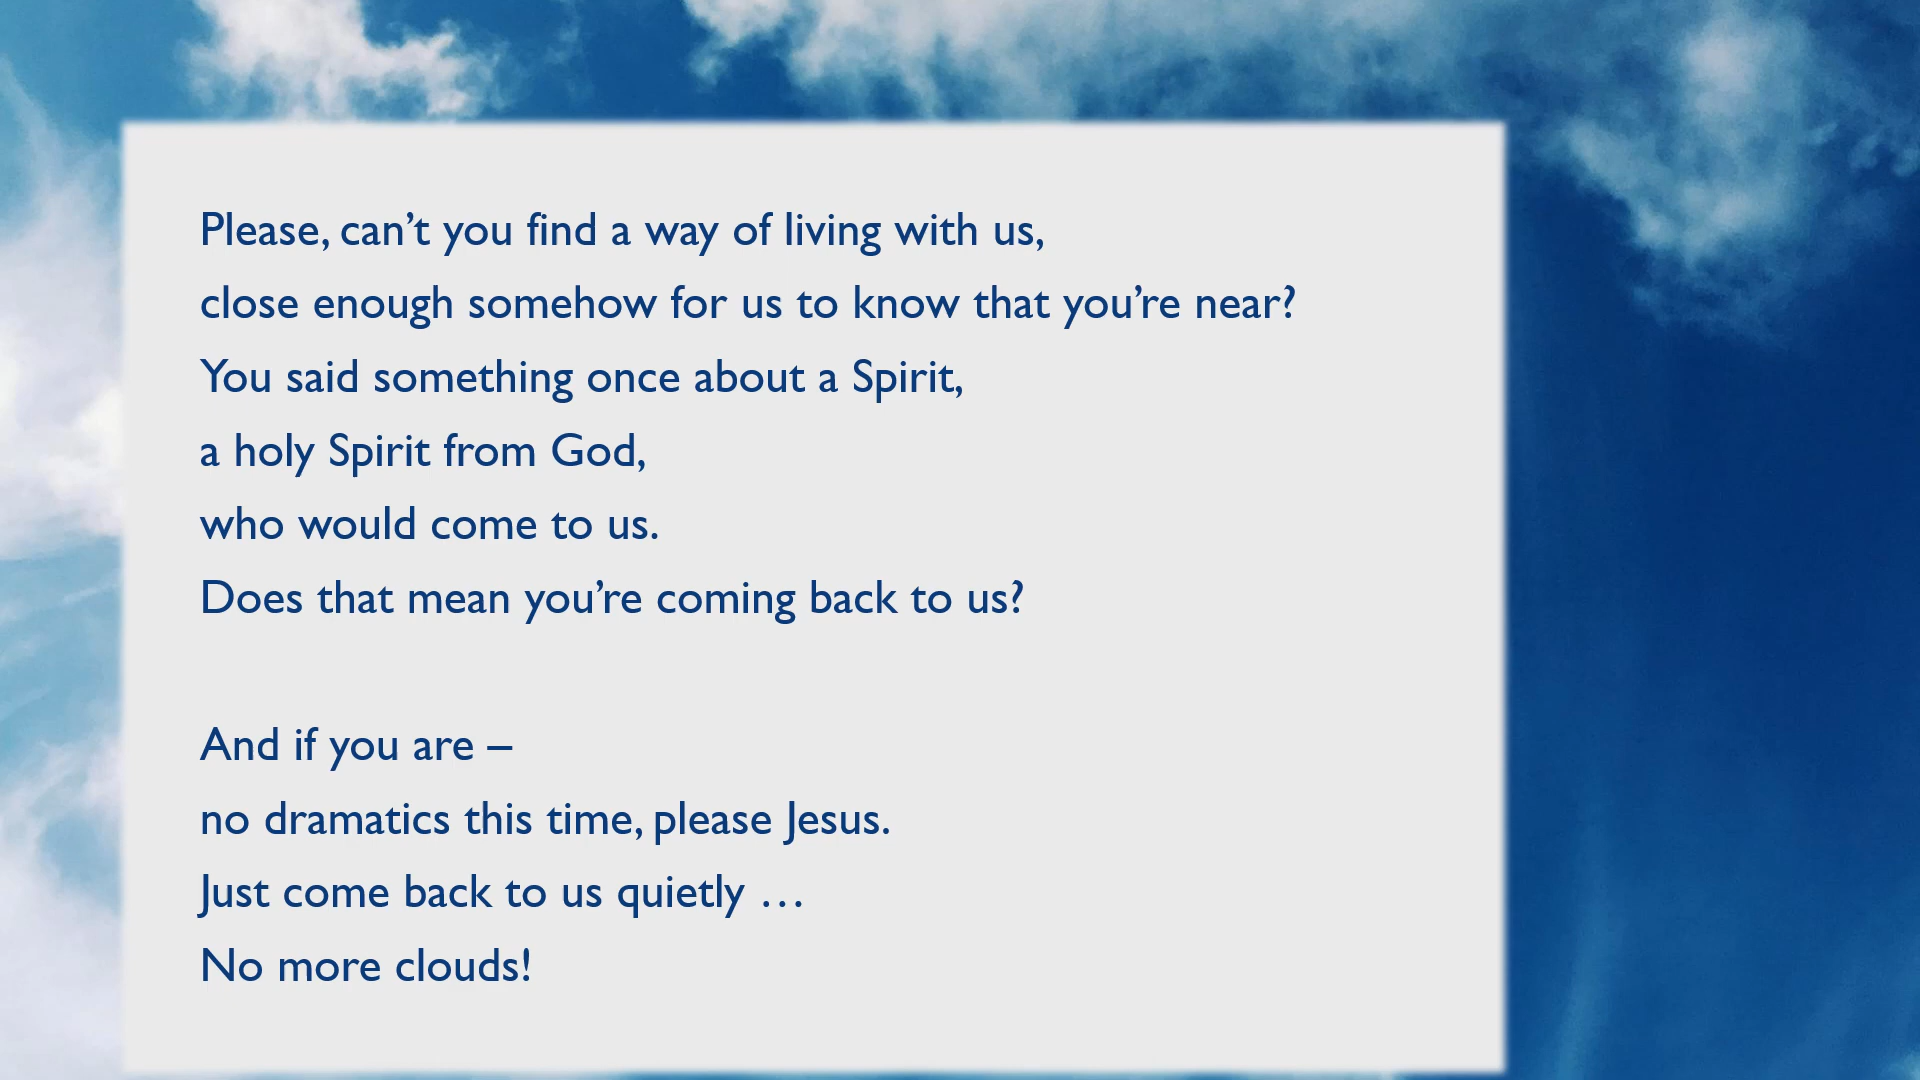 Please, can’t you find a way of living with us,
close enough somehow for us to know that you’re near?
You said something once about a Spirit,
a holy Spirit from God,
who would come to us.
Does that mean you’re coming back to us?
And if you are –
no dramatics this time, please Jesus.
Just come back to us quietly …
No more clouds!